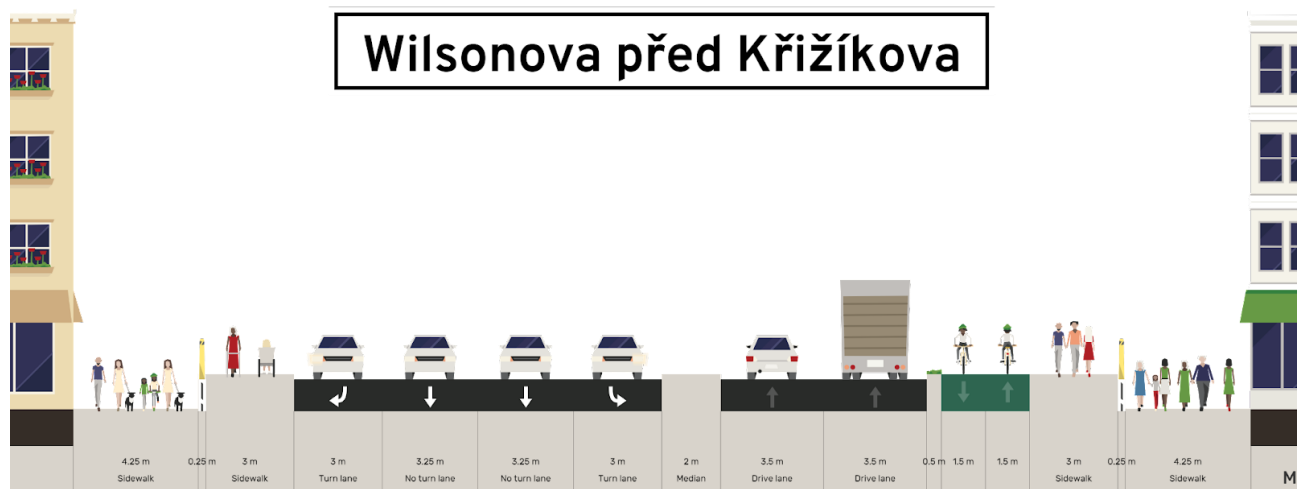 Wilsonova před Křižíkova
4.25 m 0.25 m 3 m 3 m 3.25 m 3.25 m 3 m 2 m 3.5 m 3.5 m 0.5 m 1.5 m 1.5 m 3 m 0.25 m 4.25 m
Sidewalk Sidewalk Turn lane No turn lane No turn lane Turn lane Median Drive lane Drive lane Sidewalk Sidewalk
M